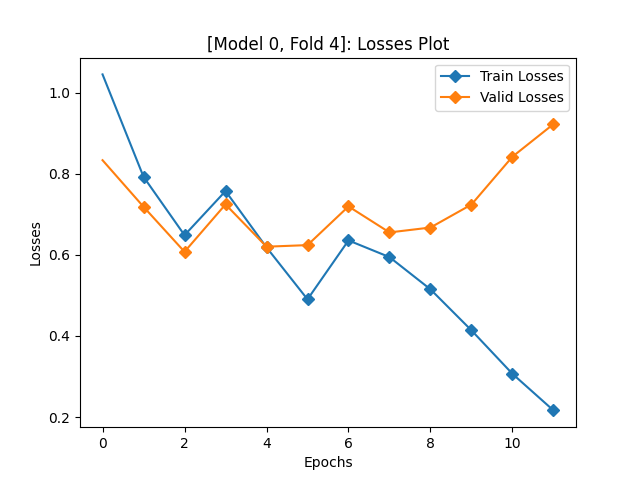 [Model 0, Fold 4]: Losses Plot
Train Losses
Valid Losses
1.0
0.8
0.6
0.4
0.2
Losses
0 2 4 6 8 10
Epochs